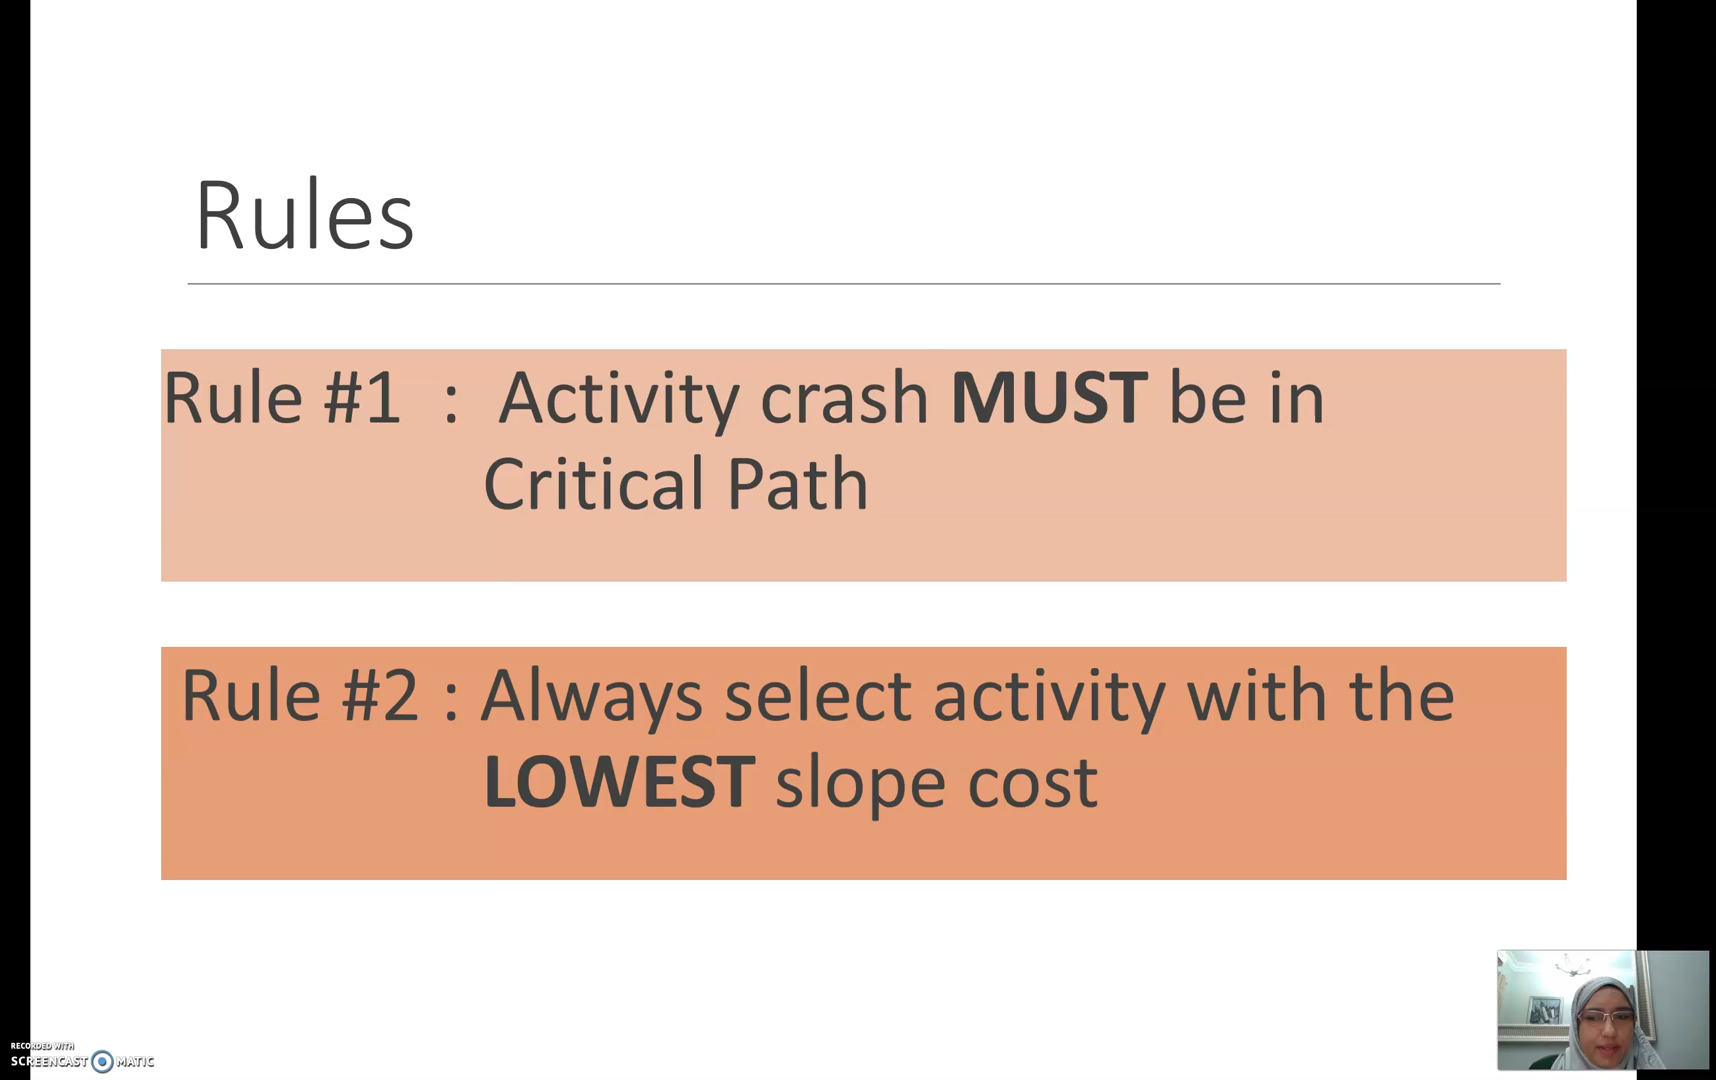 Rules
Rule #1 : Activity crash MUST be in
Critical Path
Rule #2 : Always select activity with the
LOWEST slope cost
RECORDED WITH
SCREENCAST MATIC